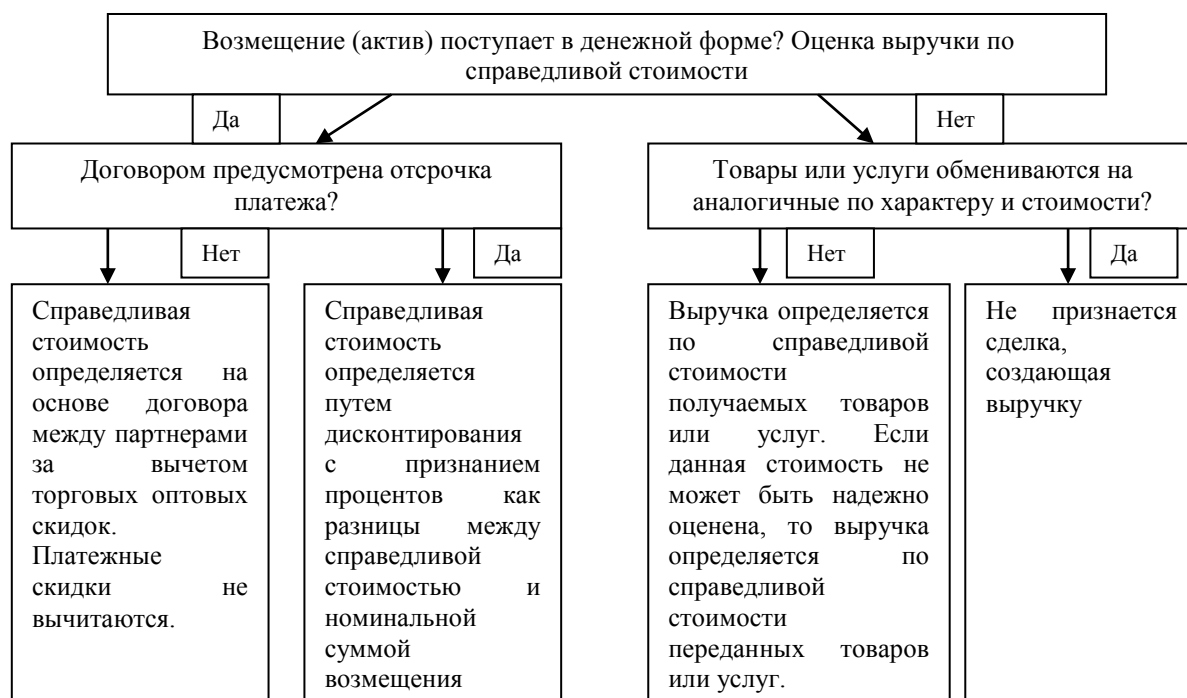 Возмещение (актив) поступает в денежной форме? Оценка выручки по
справедливой стоимости
Да
Нет
Договором предусмотрена отсрочка
платежа?
Товары или услуги обмениваются на
аналогичные по характеру и стоимости?
Нет
Да
Нет
Да
Справедливая
стоимость
определяется на
основе договора
между партнерами
за вычетом
торговых оптовых
скидок.
Платежные
скидки не
вычитаются.
Справедливая
стоимость
определяется
путем
дисконтирования
с признанием
процентов как
разницы между
справедливой
стоимостью и
номинальной
суммой
возмещения
Выручка определяется
по справедливой
стоимости
получаемых товаров
или услуг. Если
данная стоимость не
может быть надежно
оценена, то выручка
определяется по
справедливой
стоимости
переданных товаров
или услуг.
Не признается
сделка,
создающая
выручку